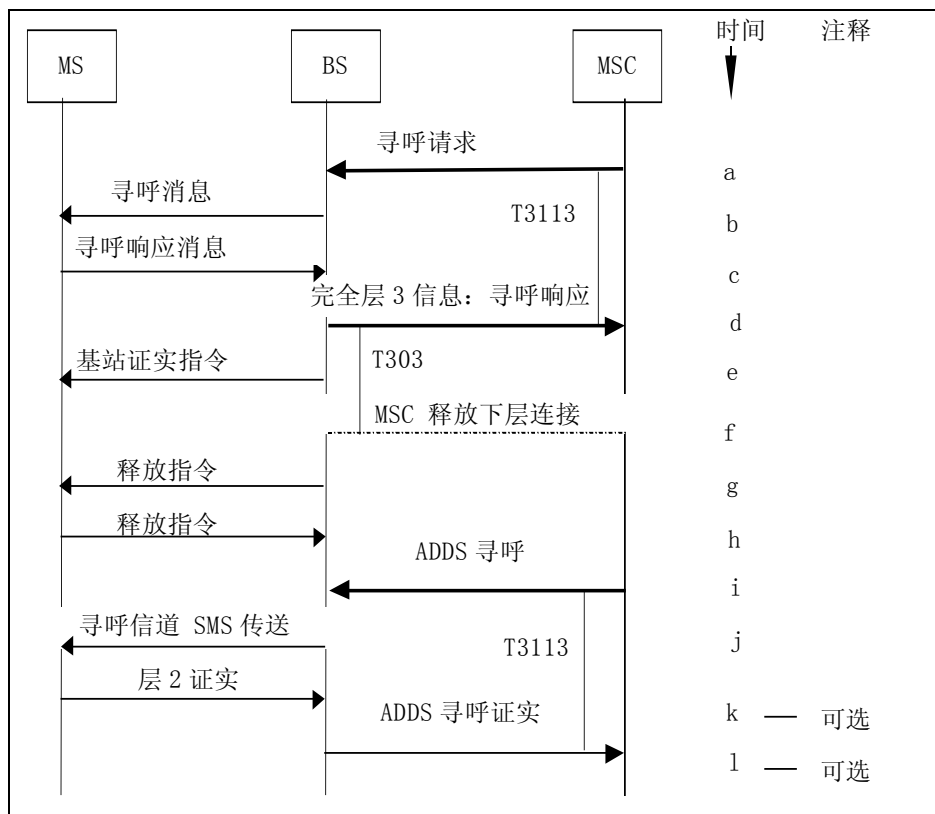 时间 注释
MS BS MSC
寻呼请求
a
寻呼消息
T3113
b
寻呼响应消息
c
完全层 3 信息：寻呼响应
d
T303
基站证实指令
e
MSC 释放下层连接
f
释放指令
g
释放指令
h
ADDS 寻呼
i
寻呼信道 SMS 传送
T3113
j
层 2 证实
ADDS 寻呼证实
k — 可选
l — 可选